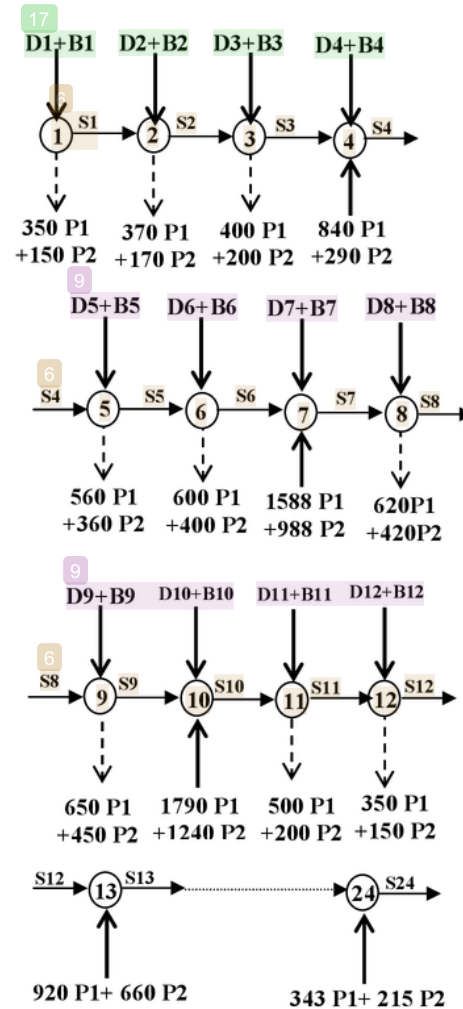 17
D1+B1 D2+B2 D3+B3 D4+B4
6
1 S1 2 S2 3 S3 4 S4
350 P1 370 P1 400 P1 840 P1
+150 P2 +170 P2 +200 P2 +290 P2
9
D5+B5 D6+B6 D7+B7 D8+B8
6
S4 5 S5 6 S6 7 S7 8 S8
560 P1 600 P1 1588 P1 620P1
+360 P2 +400 P2 +988 P2 +420P2
9
D9+B9 D10+B10 D11+B11 D12+B12
6
S8 9 S9 10 S10 11 S11 12 S12
650 P1 1790 P1 500 P1 350 P1
+450 P2 +1240 P2 +200 P2 +150 P2
S12 13 S13 24 S24
920 P1+ 660 P2 343 P1+ 215 P2